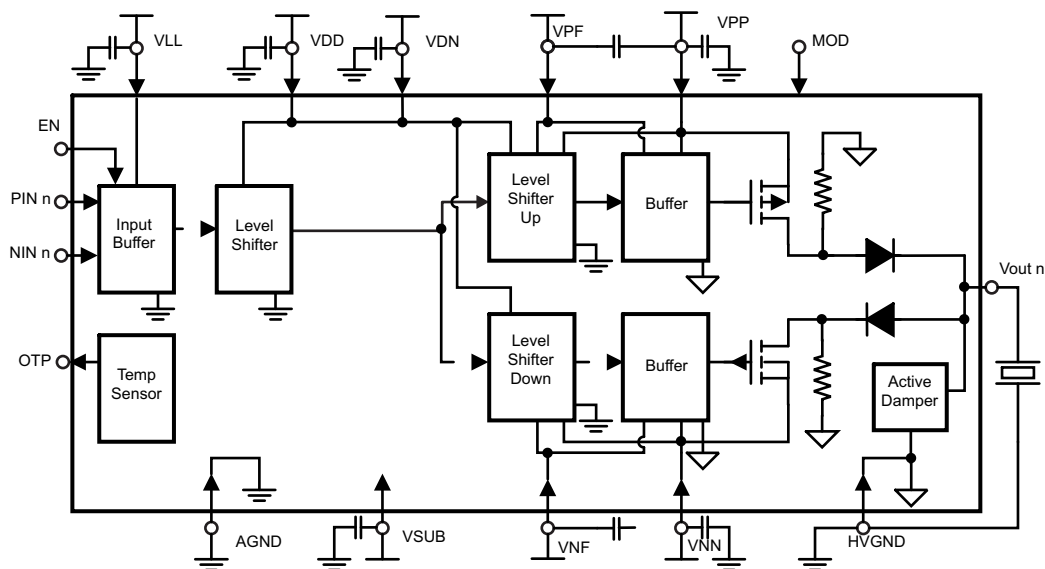 VLL
VDD
VDN
VPF
VPP
MOD
EN
PIN n
NIN n
OTP
Input
Buffer
Level
Shifter
Level
Shifter
Up
Buffer
Vout n
Temp
Sensor
Level
Shifter
Down
Buffer
Active
Damper
AGND
VSUB
VNF
VNN
HVGND